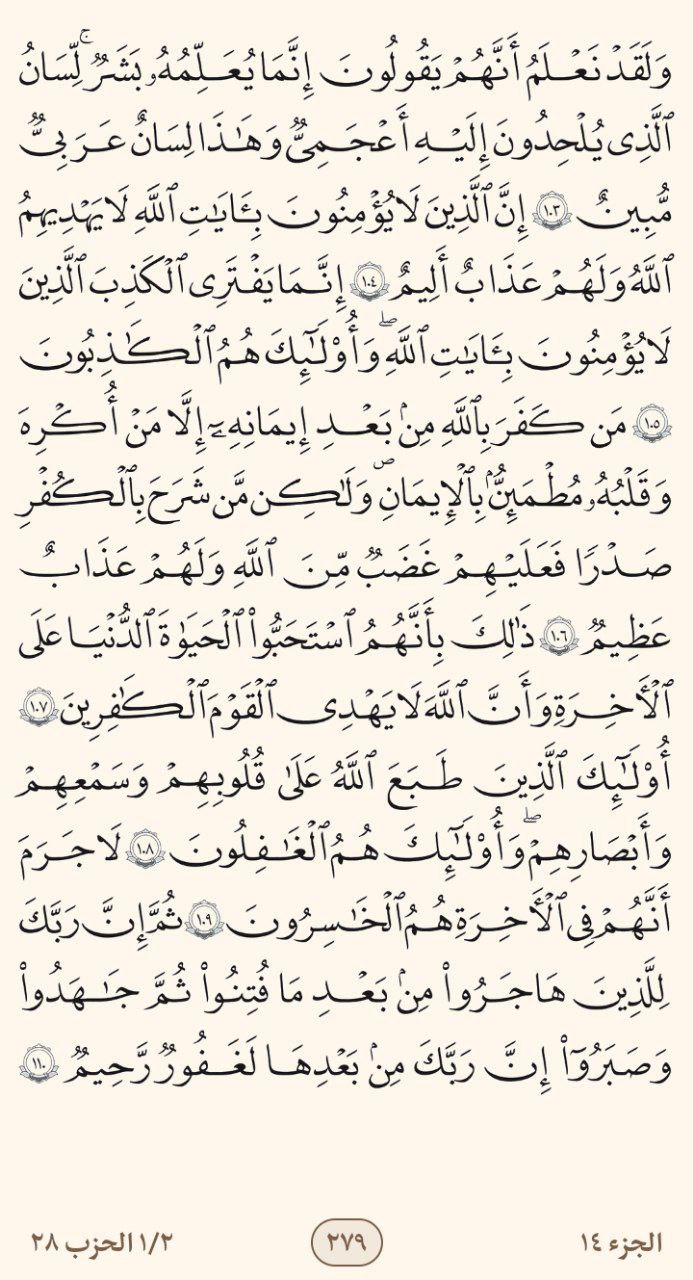 وَلَقَدْ نَعْلَمُ أَنَّهُمْ يَقُولُونَ إِنَّمَا يُعَلِّمُهُۥ بَشَرٌۭ ۗ لِّسَانُ
ٱلَّذِى يُلْحِدُونَ إِلَيْهِ أَعْجَمِىٌّۭ وَهَـٰذَا لِسَانٌ عَرَبِىٌّۭ
مُّبِينٌ ١٠٣ إِنَّ ٱلَّذِينَ لَا يُؤْمِنُونَ بِـَٔايَـٰتِ ٱللَّهِ لَا يَهْدِيهِمُ
ٱللَّهُ وَلَهُمْ عَذَابٌ أَلِيمٌ ١٠٤ إِنَّمَا يَفْتَرِى ٱلْكَذِبَ ٱلَّذِينَ
لَا يُؤْمِنُونَ بِـَٔايَـٰتِ ٱللَّهِ ۖ وَأُو۟لَـٰٓئِكَ هُمُ ٱلْكَـٰذِبُونَ
١٠٥ مَن كَفَرَ بِٱللَّهِ مِنۢ بَعْدِ إِيمَـٰنِهِۦٓ إِلَّا مَنْ أُكْرِهَ
وَقَلْبُهُۥ مُطْمَئِنٌّۢ بِٱلْإِيمَـٰنِ وَلَـٰكِن مَّن شَرَحَ بِٱلْكُفْرِ
صَدْرًۭا فَعَلَيْهِمْ غَضَبٌۭ مِّنَ ٱللَّهِ وَلَهُمْ عَذَابٌ
عَظِيمٌۭ ١٠٦ ذَٰلِكَ بِأَنَّهُمُ ٱسْتَحَبُّوا۟ ٱلْحَيَوٰةَ ٱلدُّنْيَا عَلَى
ٱلْـَٔاخِرَةِ وَأَنَّ ٱللَّهَ لَا يَهْدِى ٱلْقَوْمَ ٱلْكَـٰفِرِينَ ١٠٧
أُو۟لَـٰٓئِكَ ٱلَّذِينَ طَبَعَ ٱللَّهُ عَلَىٰ قُلُوبِهِمْ وَسَمْعِهِمْ
وَأَبْصَـٰرِهِمْ ۖ وَأُو۟لَـٰٓئِكَ هُمُ ٱلْغَـٰفِلُونَ ١٠٨ لَا جَرَمَ
أَنَّهُمْ فِى ٱلْـَٔاخِرَةِ هُمُ ٱلْخَـٰسِرُونَ ١٠٩ ثُمَّ إِنَّ رَبَّكَ
لِلَّذِينَ هَاجَرُوا۟ مِنۢ بَعْدِ مَا فُتِنُوا۟ ثُمَّ جَـٰهَدُوا۟
وَصَبَرُوٓا۟ إِنَّ رَبَّكَ مِنۢ بَعْدِهَا لَغَفُورٌۭ رَّحِيمٌۭ ١١٠
الجزء ١٤ ٢٧٩ ١/٢ الحزب ٢٨